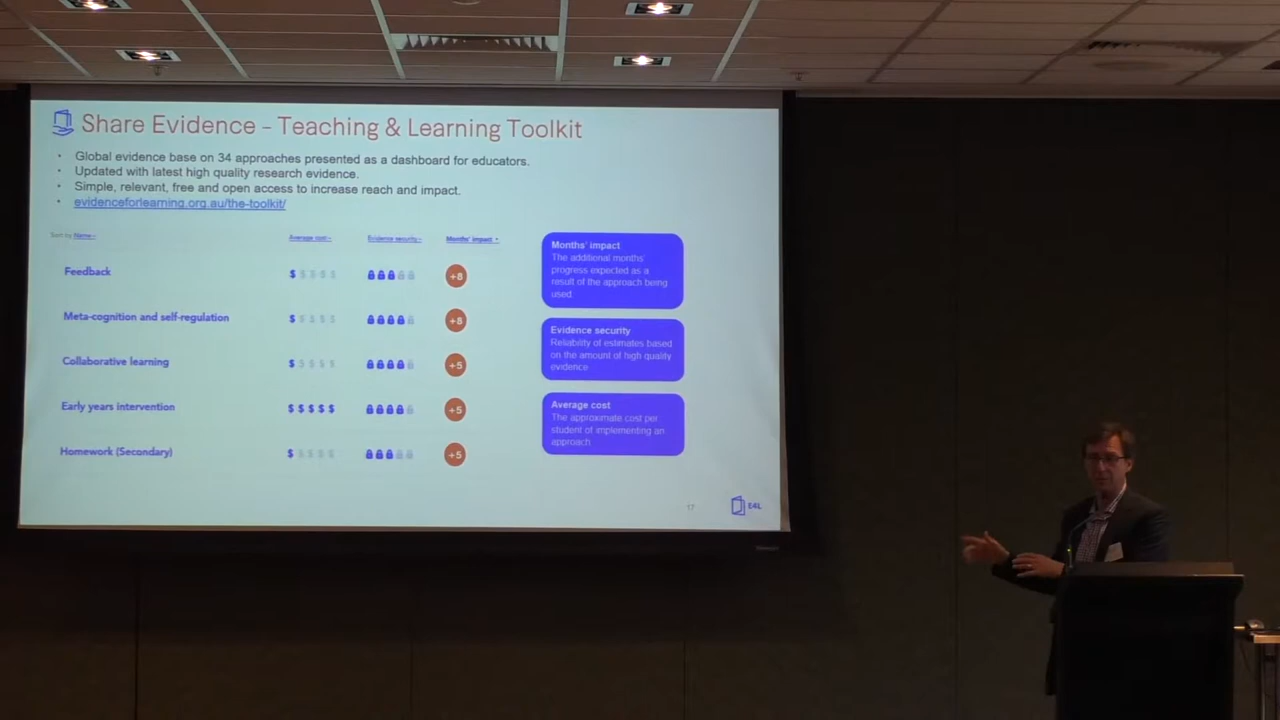 Share Evidence – Teaching & Learning Toolkit
• Global evidence base on 34 approaches presented as a dashboard for educators.
• Updated with latest high quality research evidence.
• Simple, relevant, free and open access to increase reach and impact.
• evidenceforlearning.org.au/the-toolkit/
Sort by Name Average cost Evidence security Months' impact
Feedback $ $ $ $ $ +8
Meta-cognition and self-regulation $ $ $ $ $ +8
Collaborative learning $ $ $ $ $ +5
Early years intervention $ $ $ $ $ +5
Homework (Secondary) $ $ $ $ $ +5
Months' impact
The additional months'
progress expected as a
result of the approach being
used
Evidence security
Reliability of estimates based
on the amount of high quality
evidence
Average cost
The approximate cost per
student of implementing an
approach
17
E4L